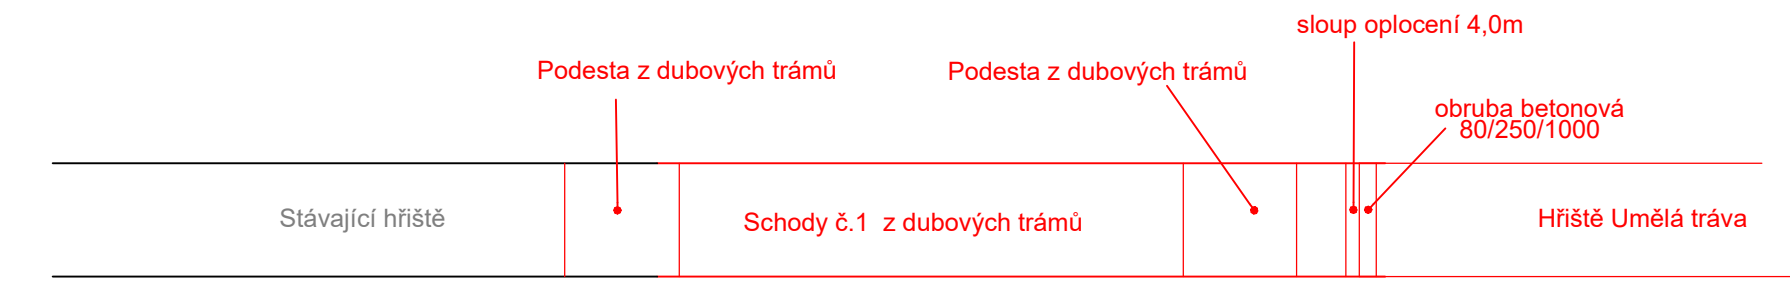 sloup oplocení 4,0m
Podesta z dubových trámů
Podesta z dubových trámů
obruba betonová
80/250/1000
Stávající hřiště
Schody č.1  z dubových trámů
Hřiště Umělá tráva